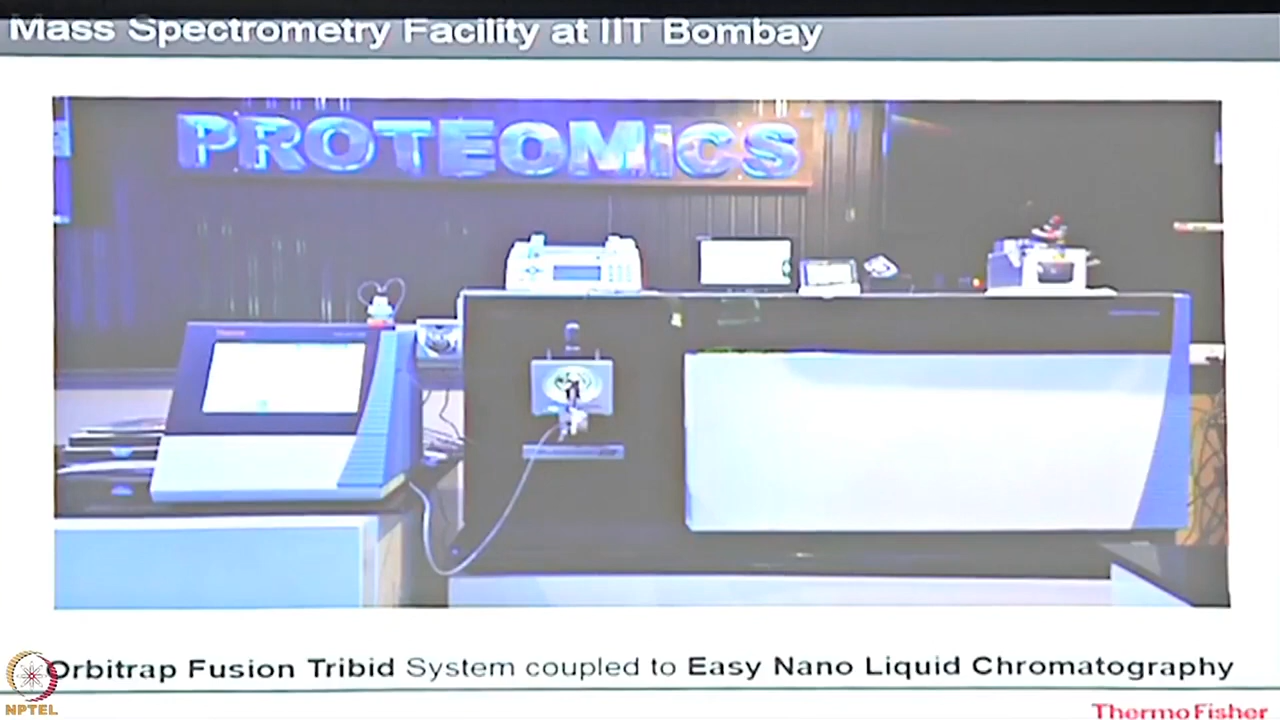 Mass Spectrometry Facility at IIT Bombay
PROTEOMiCS
Orbitrap Fusion Tribid System coupled to Easy Nano Liquid Chromatography
NPTEL
ThermoFisher